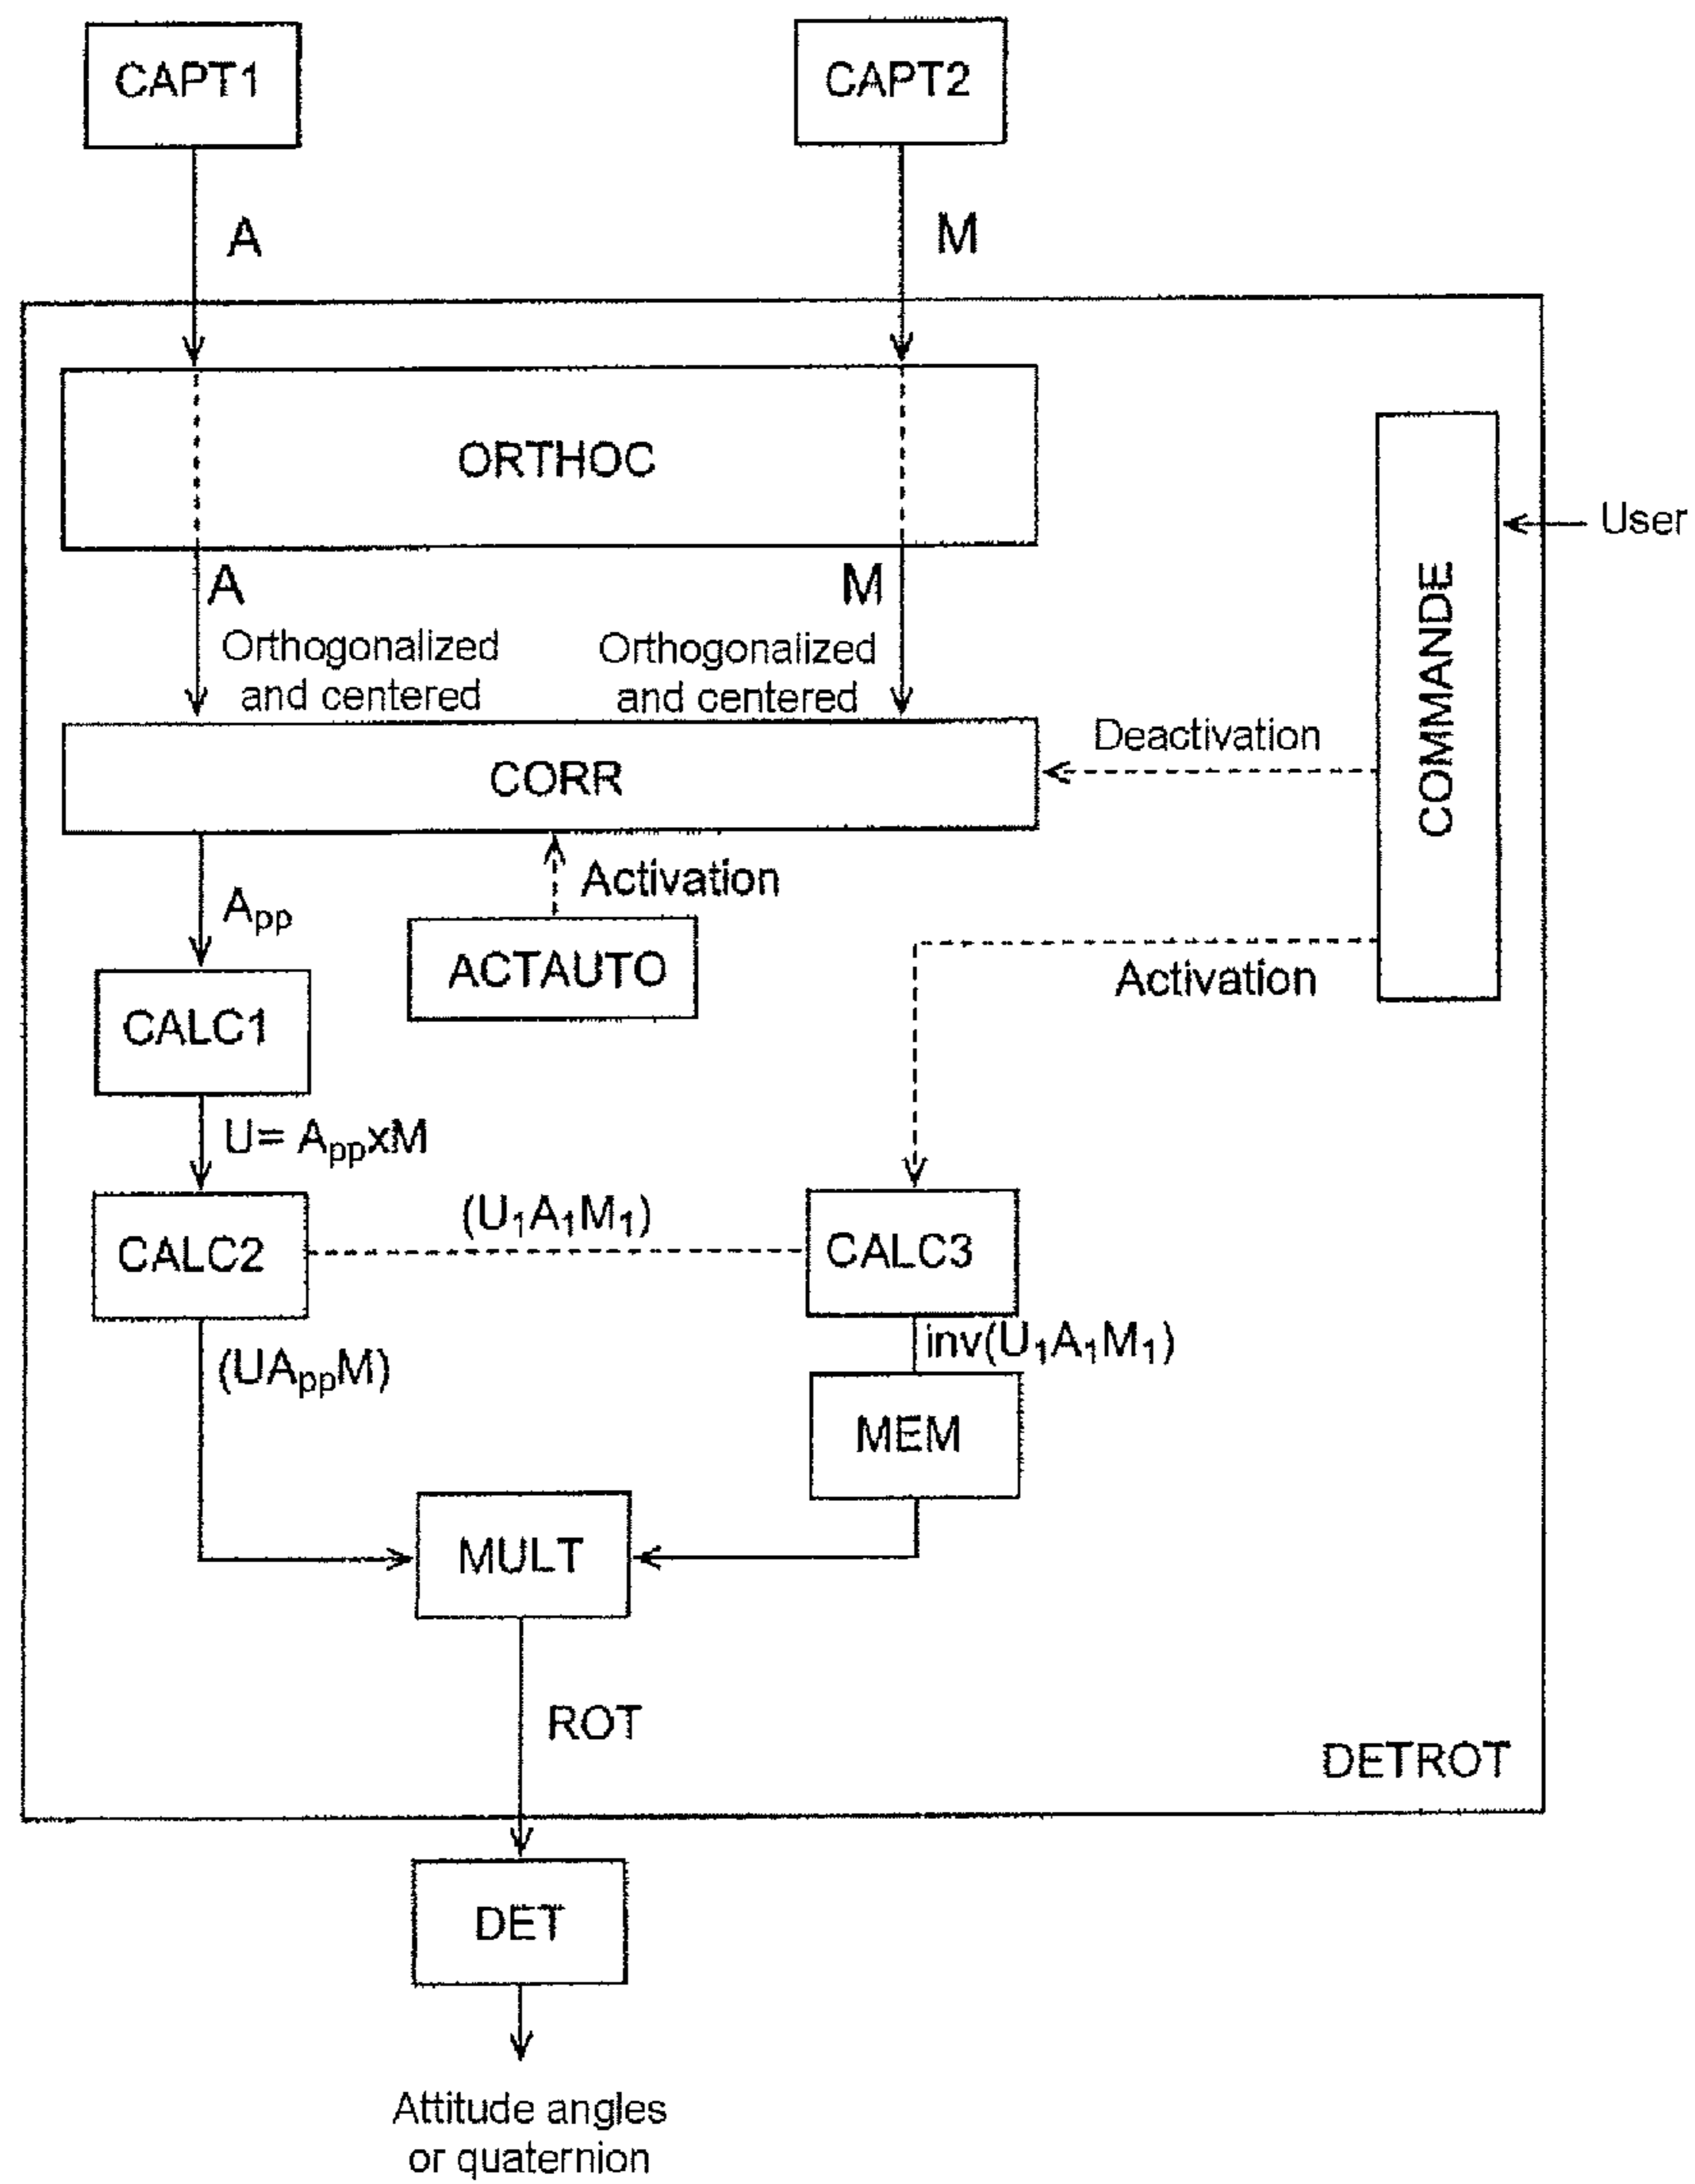 CAPT1
CAPT2
A
M
ORTHOC
User
COMMANDE
A
M
Orthogonalized
and centered
Orthogonalized
and centered
Deactivation
CORR
Activation
App
ACTAUTO
Activation
CALC1
U= AppxM
(U1A1M1)
CALC2
CALC3
inv(U1A1M1)
(UAppM)
MEM
MULT
ROT
DETROT
DET
Attitude angles
or quaternion